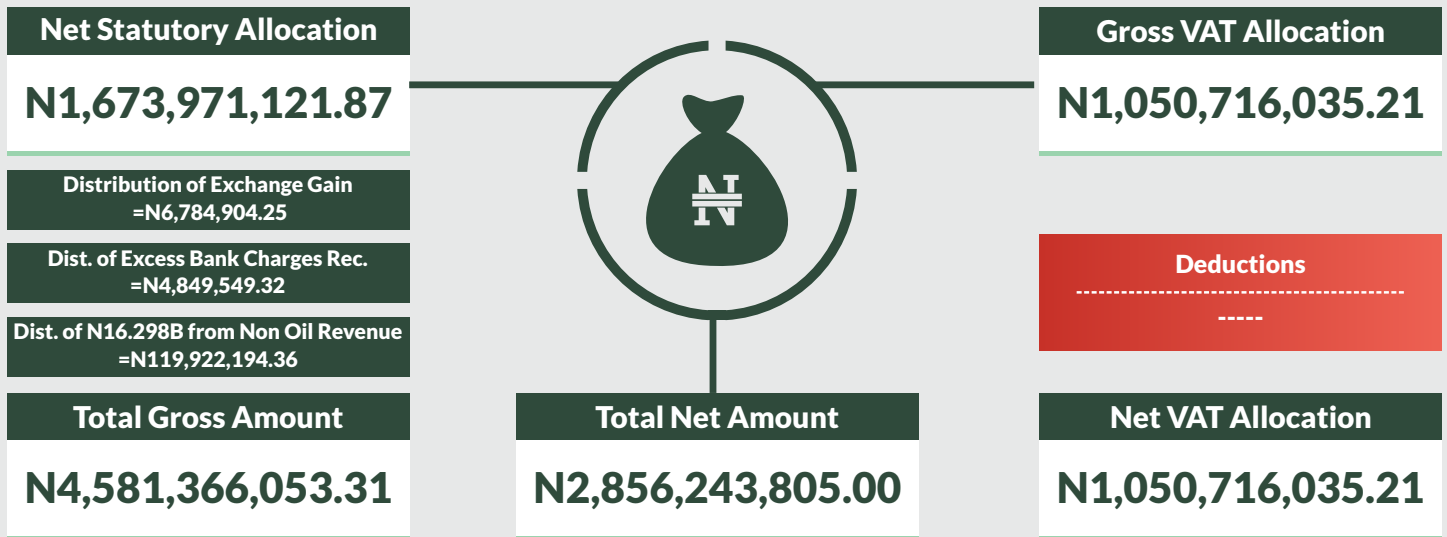 Net Statutory Allocation
N1,673,971,121.87
Distribution of Exchange Gain
=N6,784,904.25
Dist. of Excess Bank Charges Rec.
=N4,849,549.32
Dist. of N16.298B from Non Oil Revenue
=N119,922,194.36
Total Gross Amount
N4,581,366,053.31
₦
Total Net Amount
N2,856,243,805.00
Gross VAT Allocation
N1,050,716,035.21
Deductions
--------------------------------------------
-----
Net VAT Allocation
N1,050,716,035.21